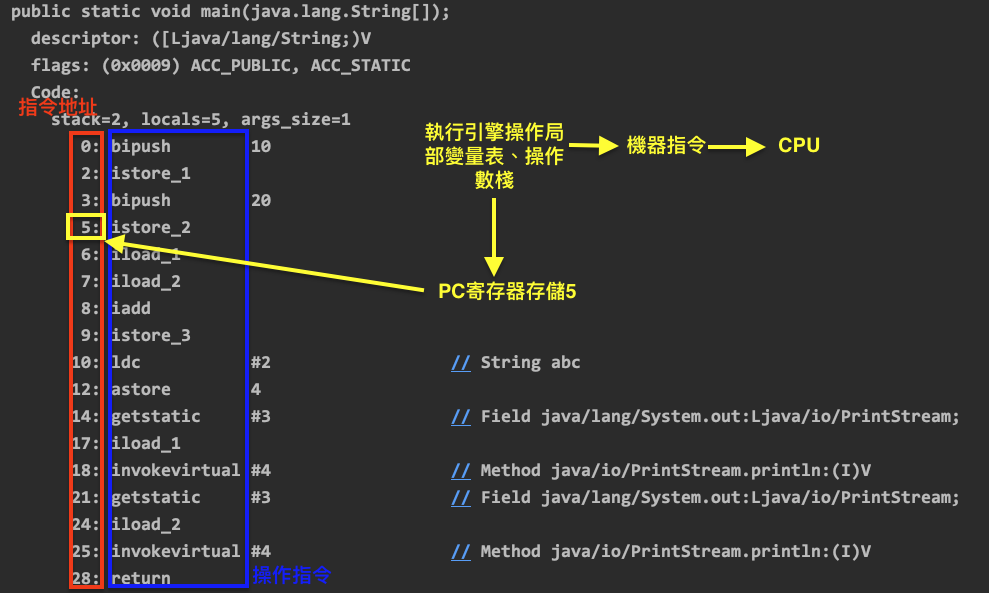 public static void main(java.lang.String[]);
descriptor: ([Ljava/lang/String;)V
flags: (0x0009) ACC_PUBLIC, ACC_STATIC
Code:
指令地址
stack=2, locals=5, args_size=1
0: bipush 10
2: istore_1
3: bipush 20
5: istore_2
6: iload_1
7: iload_2
8: iadd
9: istore_3
10: ldc #2 // String abc
12: astore 4
14: getstatic #3 // Field java/lang/System.out:Ljava/io/PrintStream;
17: iload_1
18: invokevirtual #4 // Method java/io/PrintStream.println:(I)V
21: getstatic #3 // Field java/lang/System.out:Ljava/io/PrintStream;
24: iload_2
25: invokevirtual #4 // Method java/io/PrintStream.println:(I)V
28: return
操作指令
執行引擎操作局
部變量表、操作
數棧
機器指令
CPU
PC寄存器存儲5